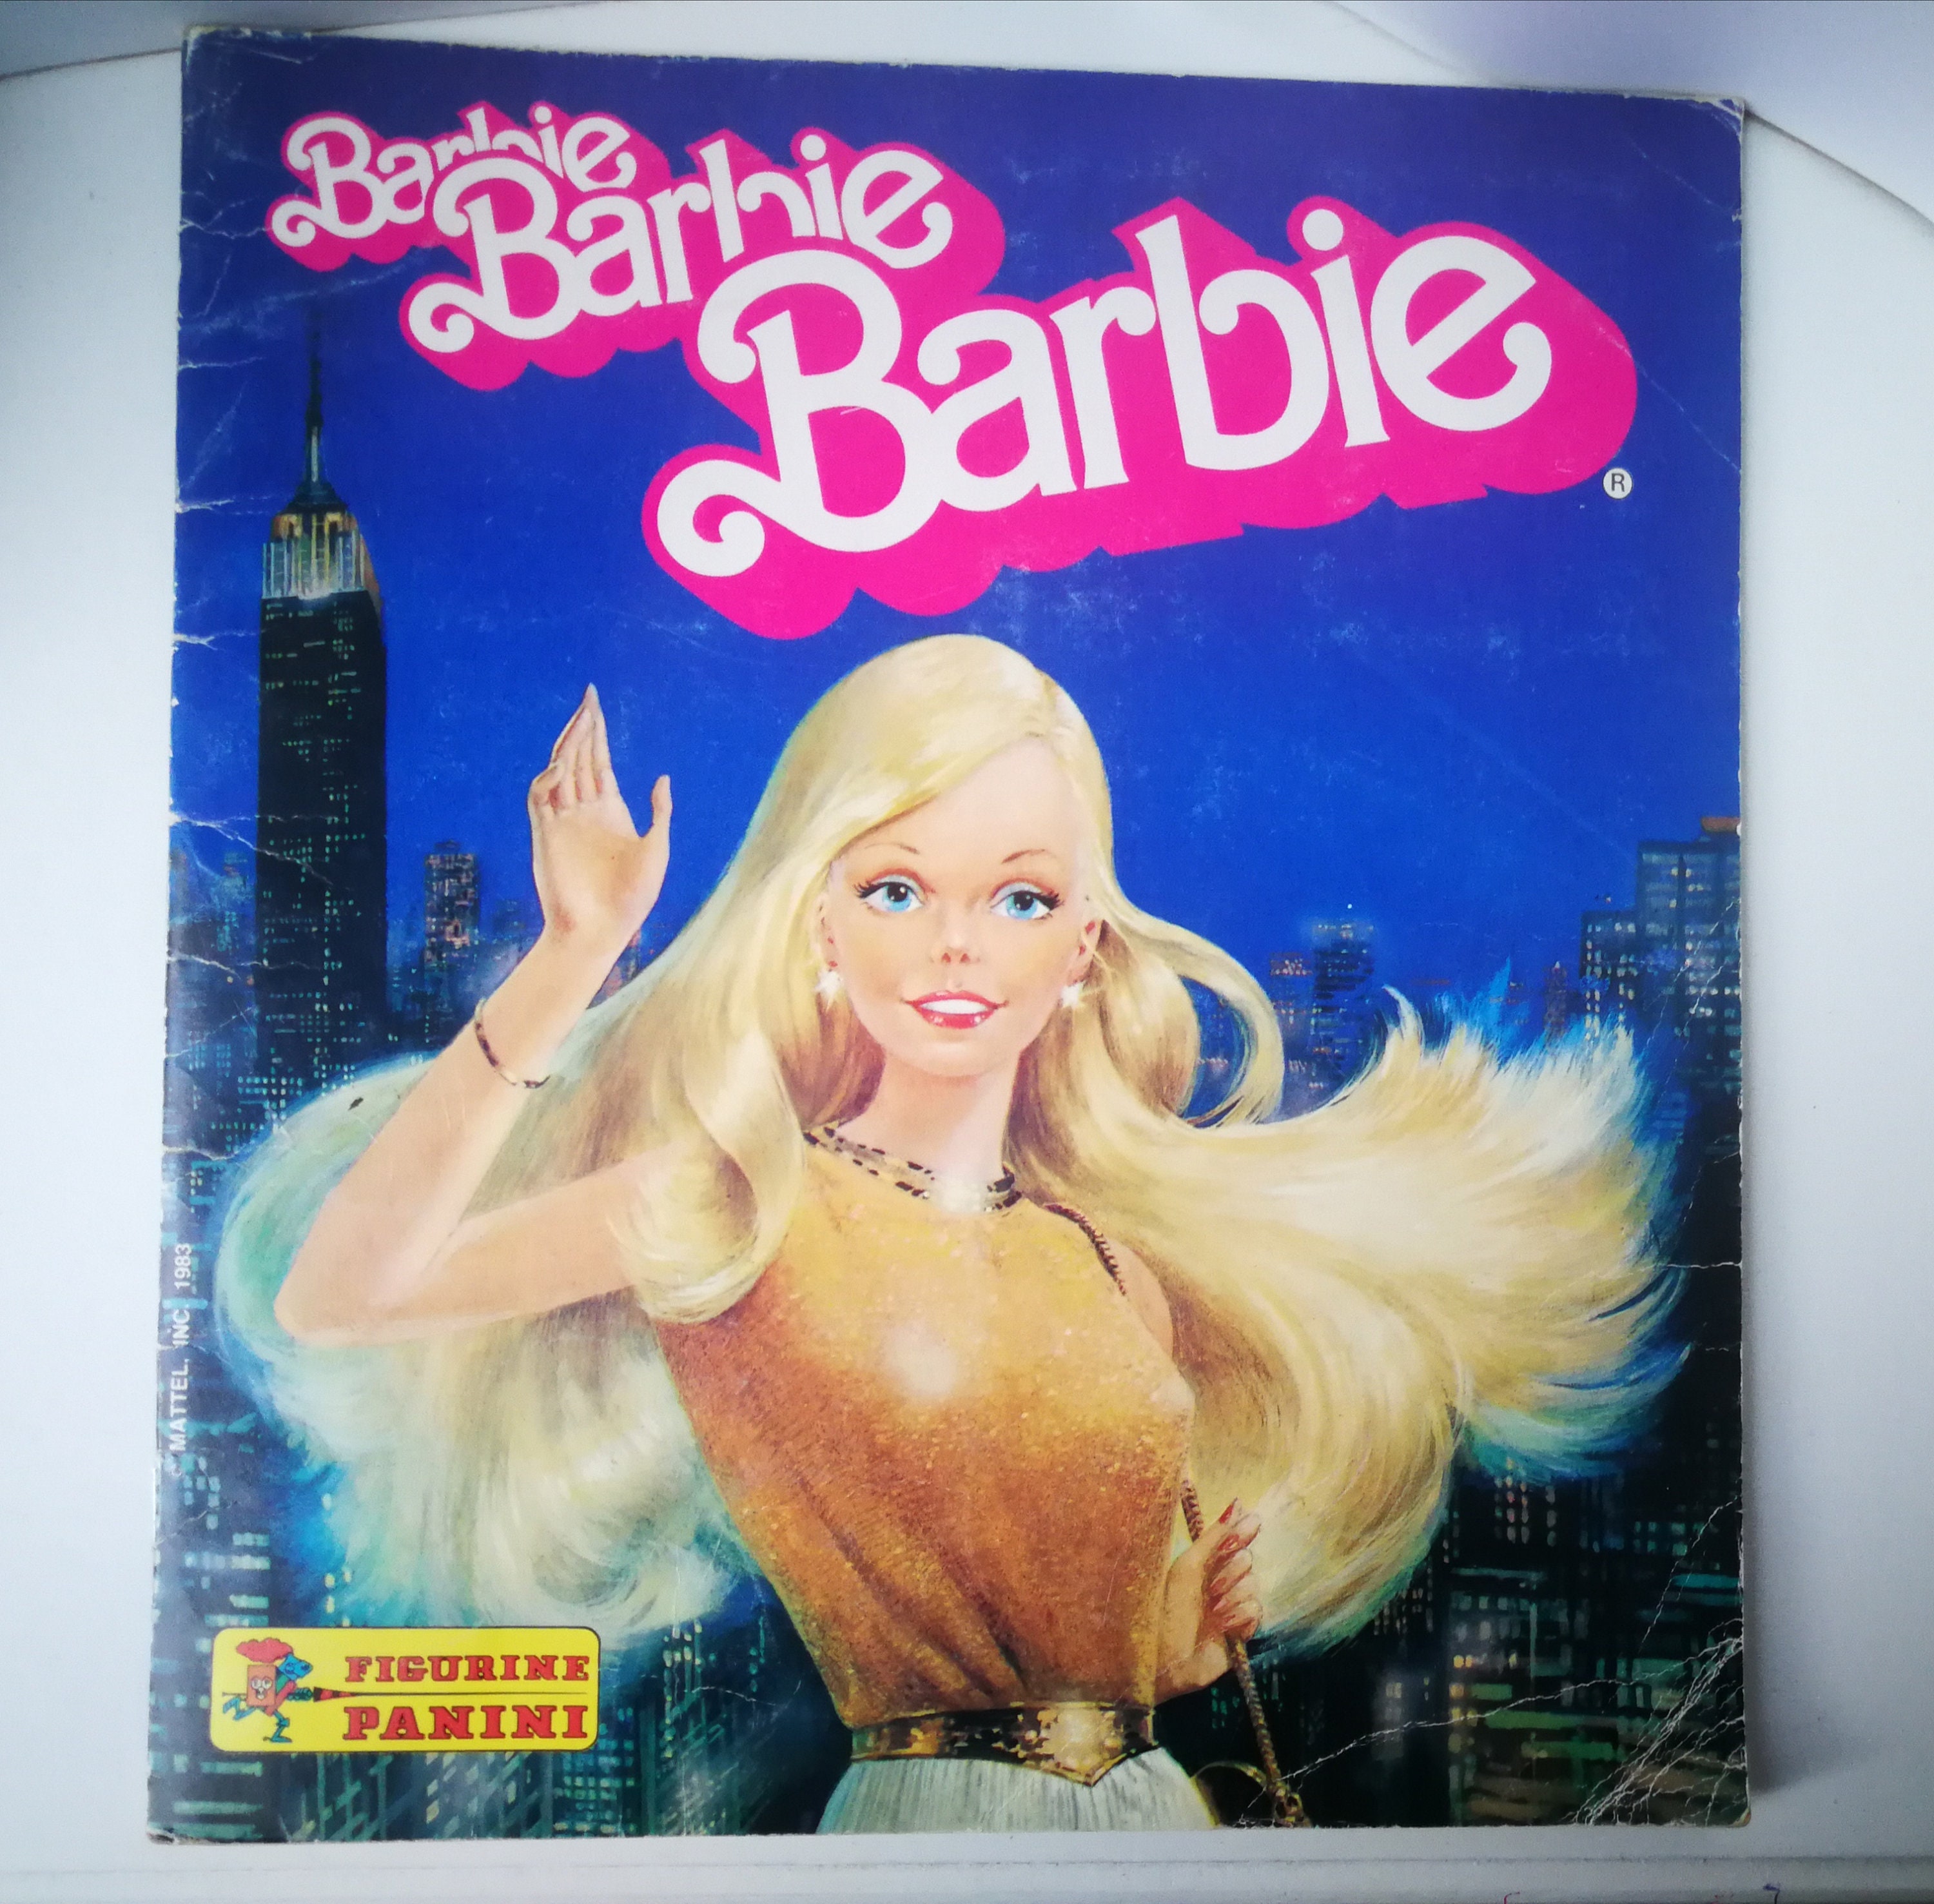 Barbie
Barbie
Barbie
®
© MATTEL, INC. 1983
FIGURINE
PANINI